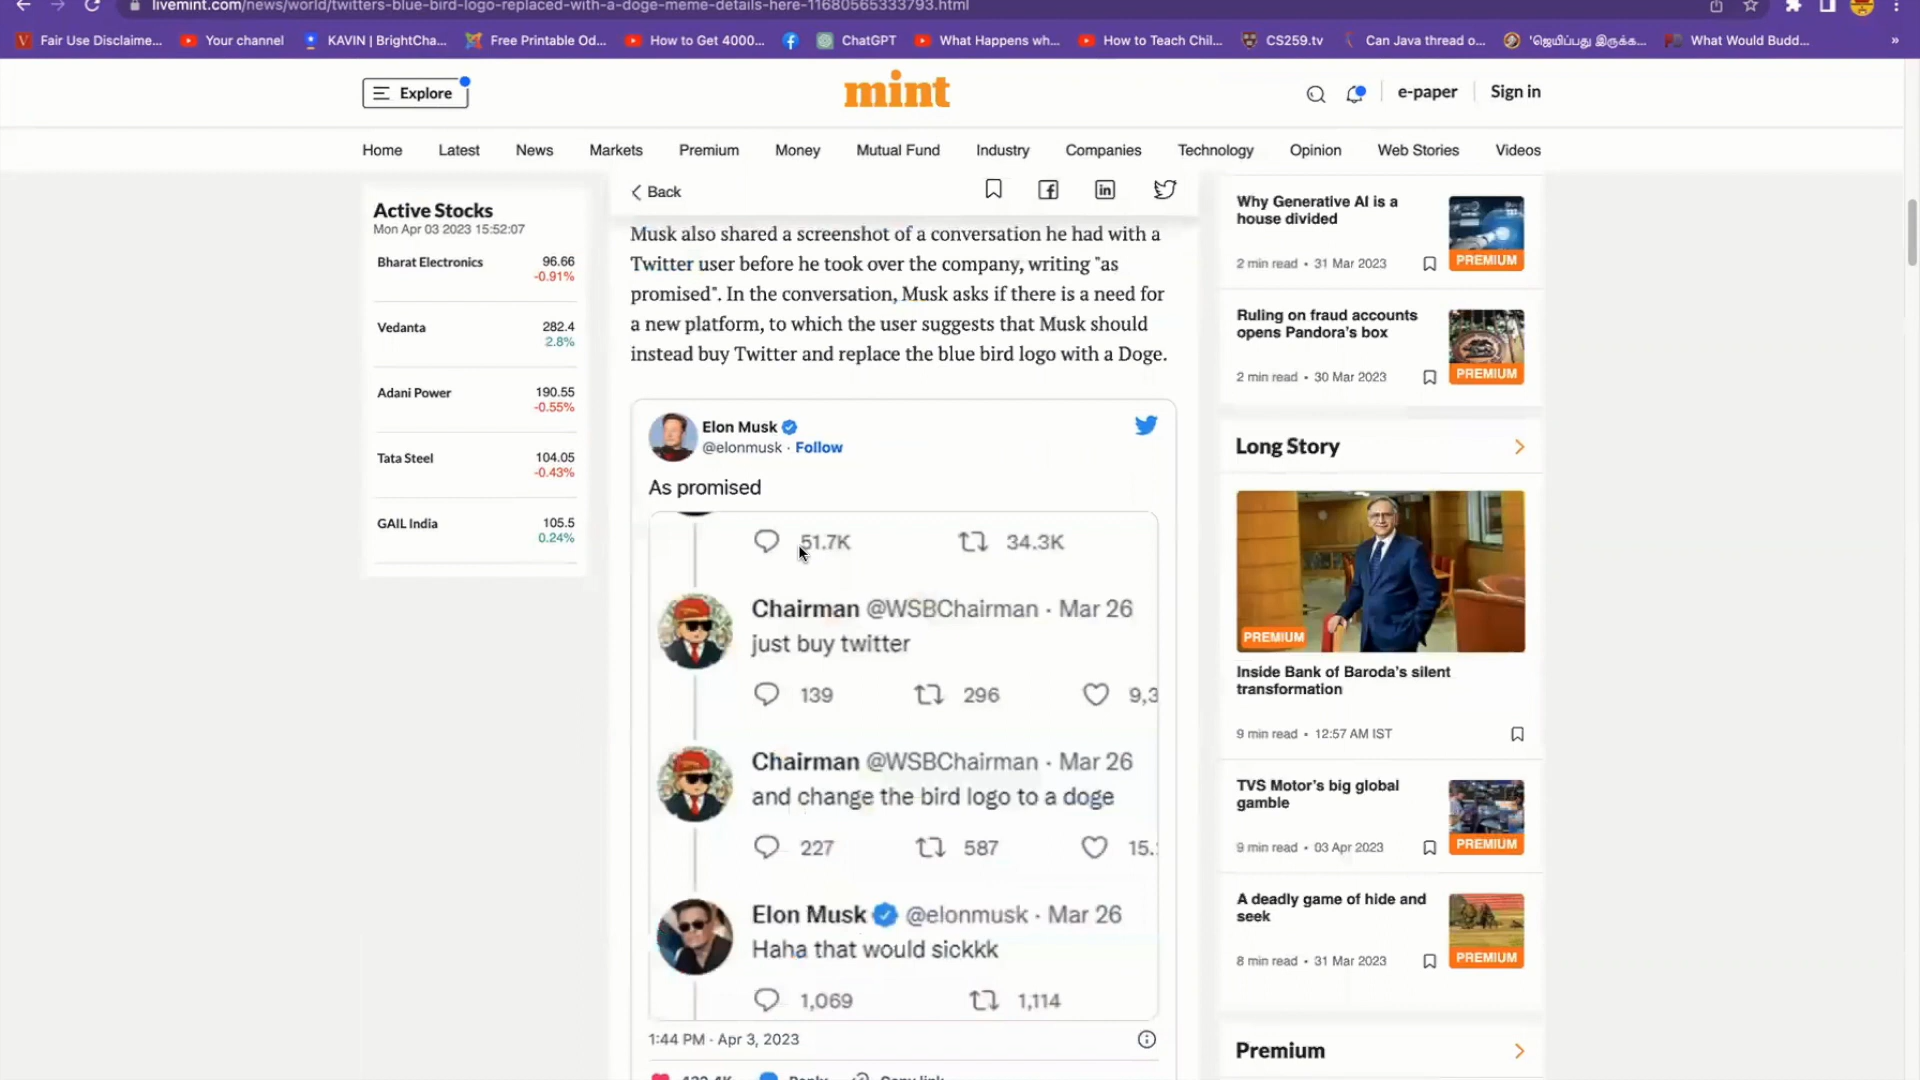 livemint.com/news/world/twitters-blue-bird-logo-replaced-with-a-doge-meme-details-here-11680565333793.html
Fair Use Disclaime... Your channel KAVIN | BrightCha... Free Printable Od... How to Get 4000... ChatGPT What Happens wh... How to Teach Chil... CS259.tv Can Java thread o... 'ஜெயிப்பது இருக்க... What Would Budd... »
Explore
mint
e-paper
Sign in
Home Latest News Markets Premium Money Mutual Fund Industry Companies Technology Opinion Web Stories Videos
Active Stocks
Mon Apr 03 2023 15:52:07
Bharat Electronics 96.66
-0.91%
Vedanta 282.4
2.8%
Adani Power 190.55
-0.55%
Tata Steel 104.05
-0.43%
GAIL India 105.5
0.24%
Back
Musk also shared a screenshot of a conversation he had with a
Twitter user before he took over the company, writing "as
promised". In the conversation, Musk asks if there is a need for
a new platform, to which the user suggests that Musk should
instead buy Twitter and replace the blue bird logo with a Doge.
Elon Musk
@elonmusk · Follow
As promised
51.7K 34.3K
Chairman @WSBChairman · Mar 26
just buy twitter
139 296 9,3
Chairman @WSBChairman · Mar 26
and change the bird logo to a doge
227 587 15.
Elon Musk @elonmusk · Mar 26
Haha that would sickkk
1,069 1,114
1:44 PM · Apr 3, 2023
Reply Copy link
Why Generative AI is a
house divided
PREMIUM
2 min read • 31 Mar 2023
Ruling on fraud accounts
opens Pandora's box
PREMIUM
2 min read • 30 Mar 2023
Long Story
PREMIUM
Inside Bank of Baroda's silent
transformation
9 min read • 12:57 AM IST
TVS Motor's big global
gamble
PREMIUM
9 min read • 03 Apr 2023
A deadly game of hide and
seek
PREMIUM
8 min read • 31 Mar 2023
Premium